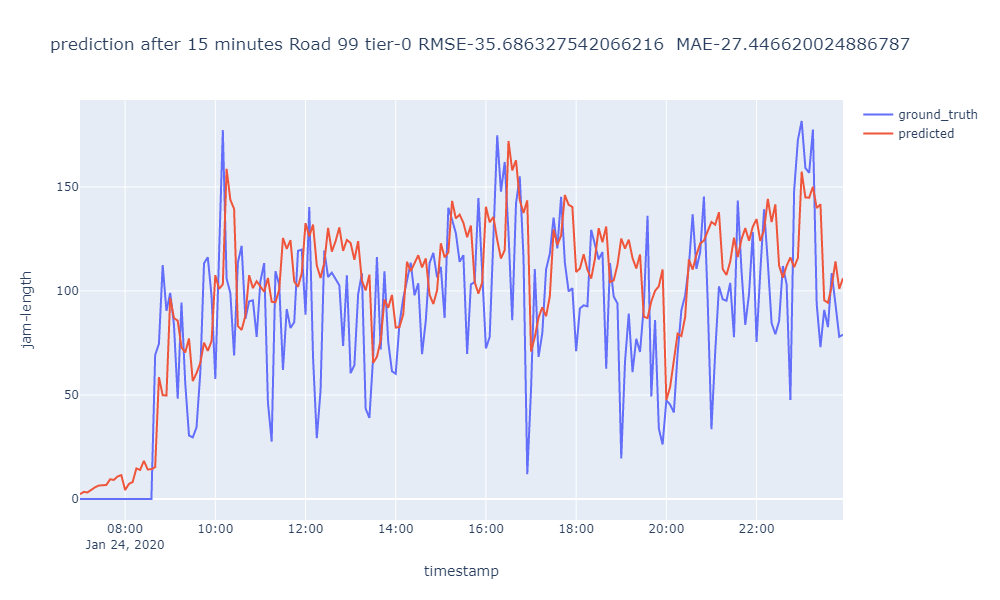 prediction after 15 minutes Road 99 tier-0 RMSE-35.686327542066216  MAE-27.446620024886787
ground_truth
predicted
jam-length
150
100
50
0
08:00 10:00 12:00 14:00 16:00 18:00 20:00 22:00
Jan 24, 2020
timestamp